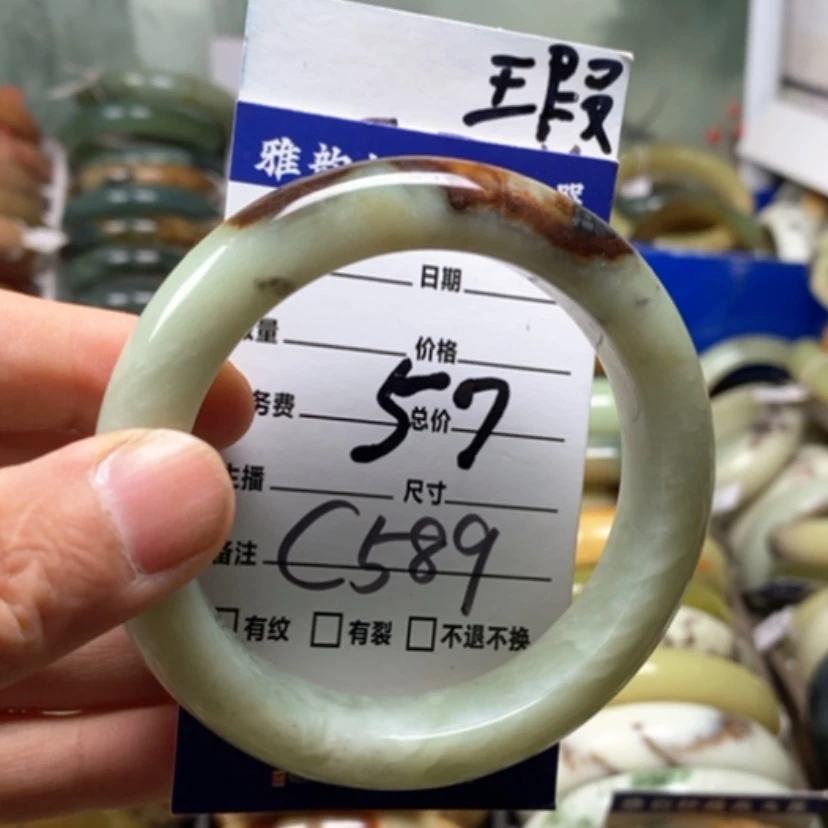 瑕
雅韵
日期
量 价格
57
务费 总价
主播 尺寸
C589
备注
有纹 有裂 不退不换